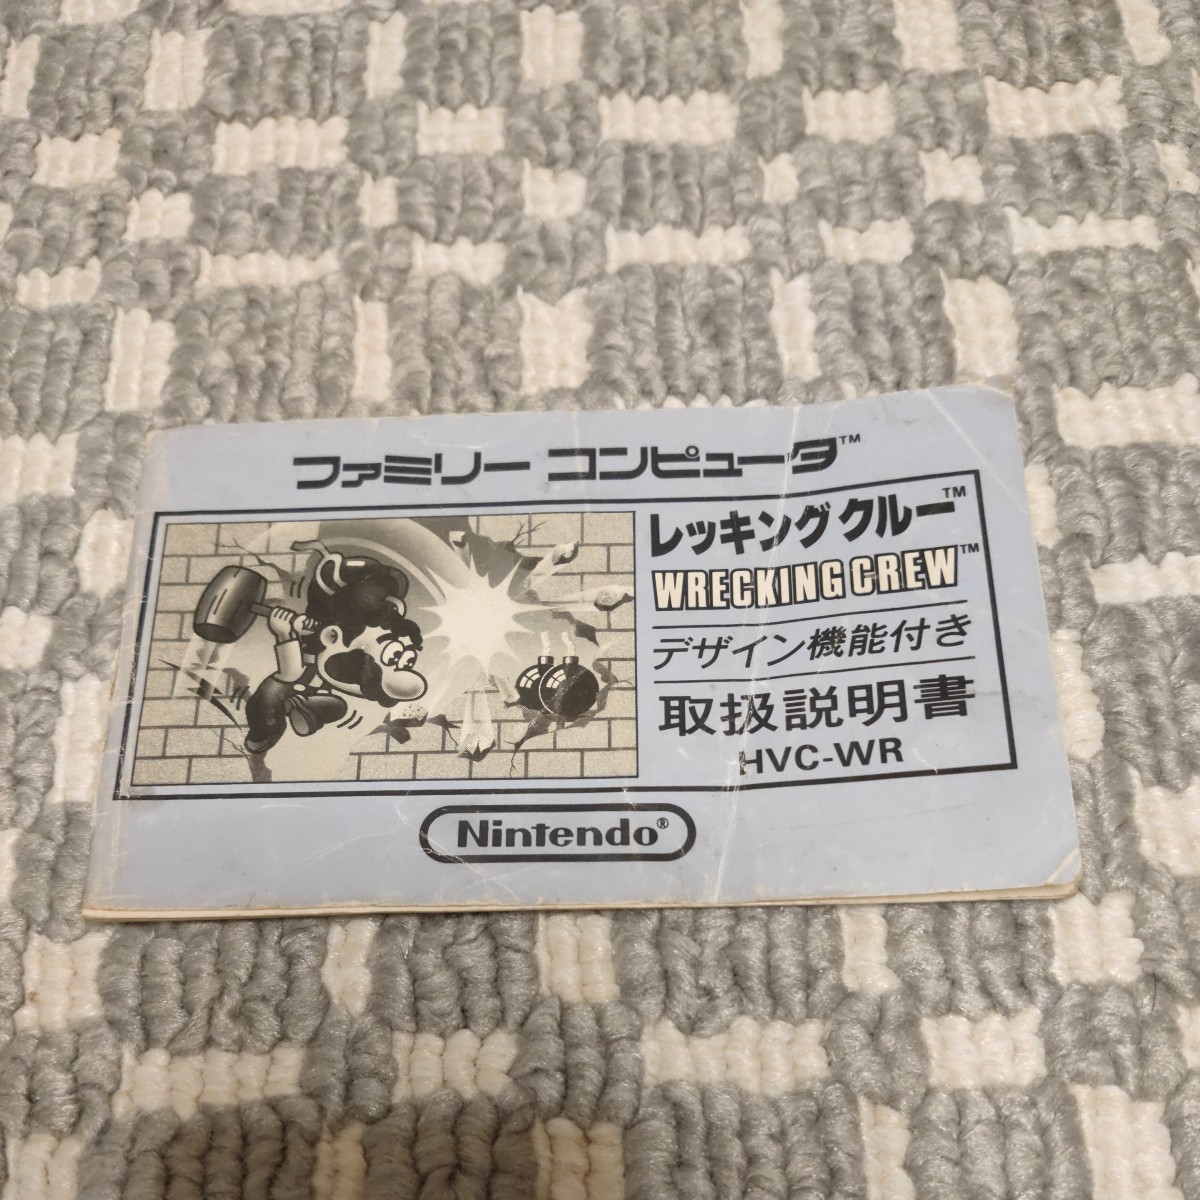 ファミリー コンピュータ™
レッキングクルー™
WRECKING CREW™
デザイン機能付き
取扱説明書
HVC-WR
Nintendo®